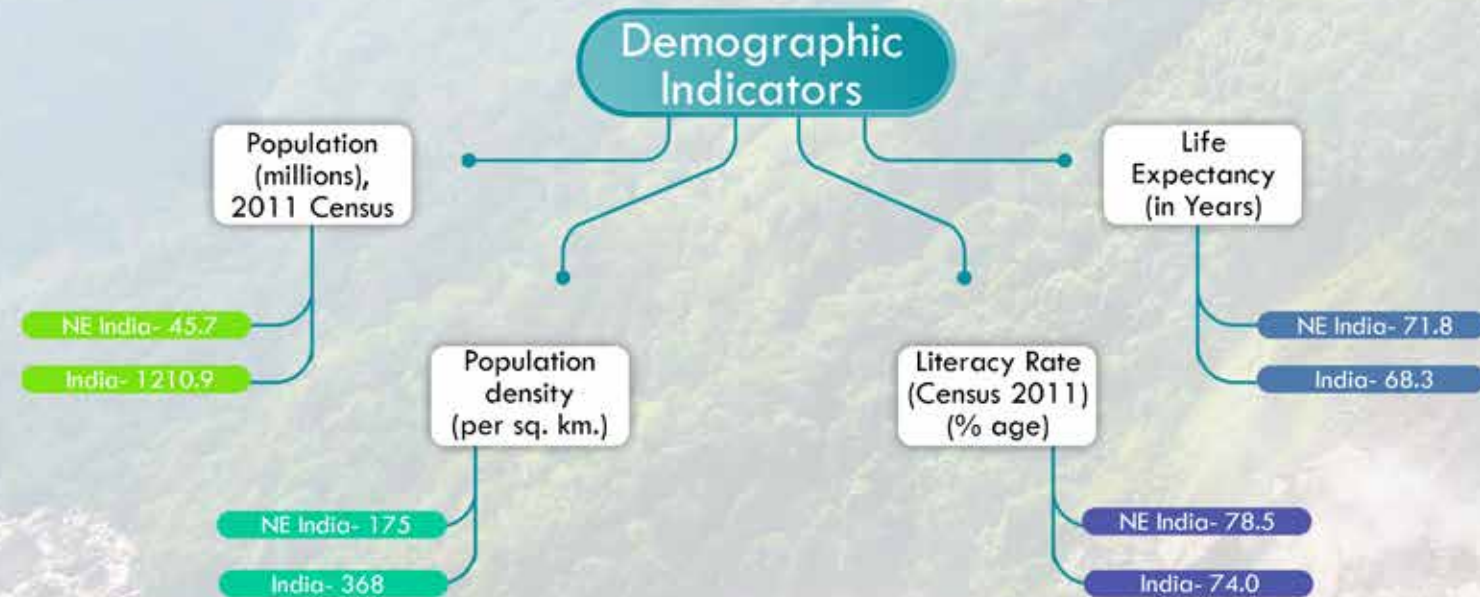 Demographic
Indicators
Population
(millions),
2011 Census
NE India- 45.7
India- 1210.9
Population
density
(per sq. km.)
NE India- 175
India- 368
Literacy Rate
(Census 2011)
(% age)
NE India- 78.5
India- 74.0
Life
Expectancy
(in Years)
NE India- 71.8
India- 68.3